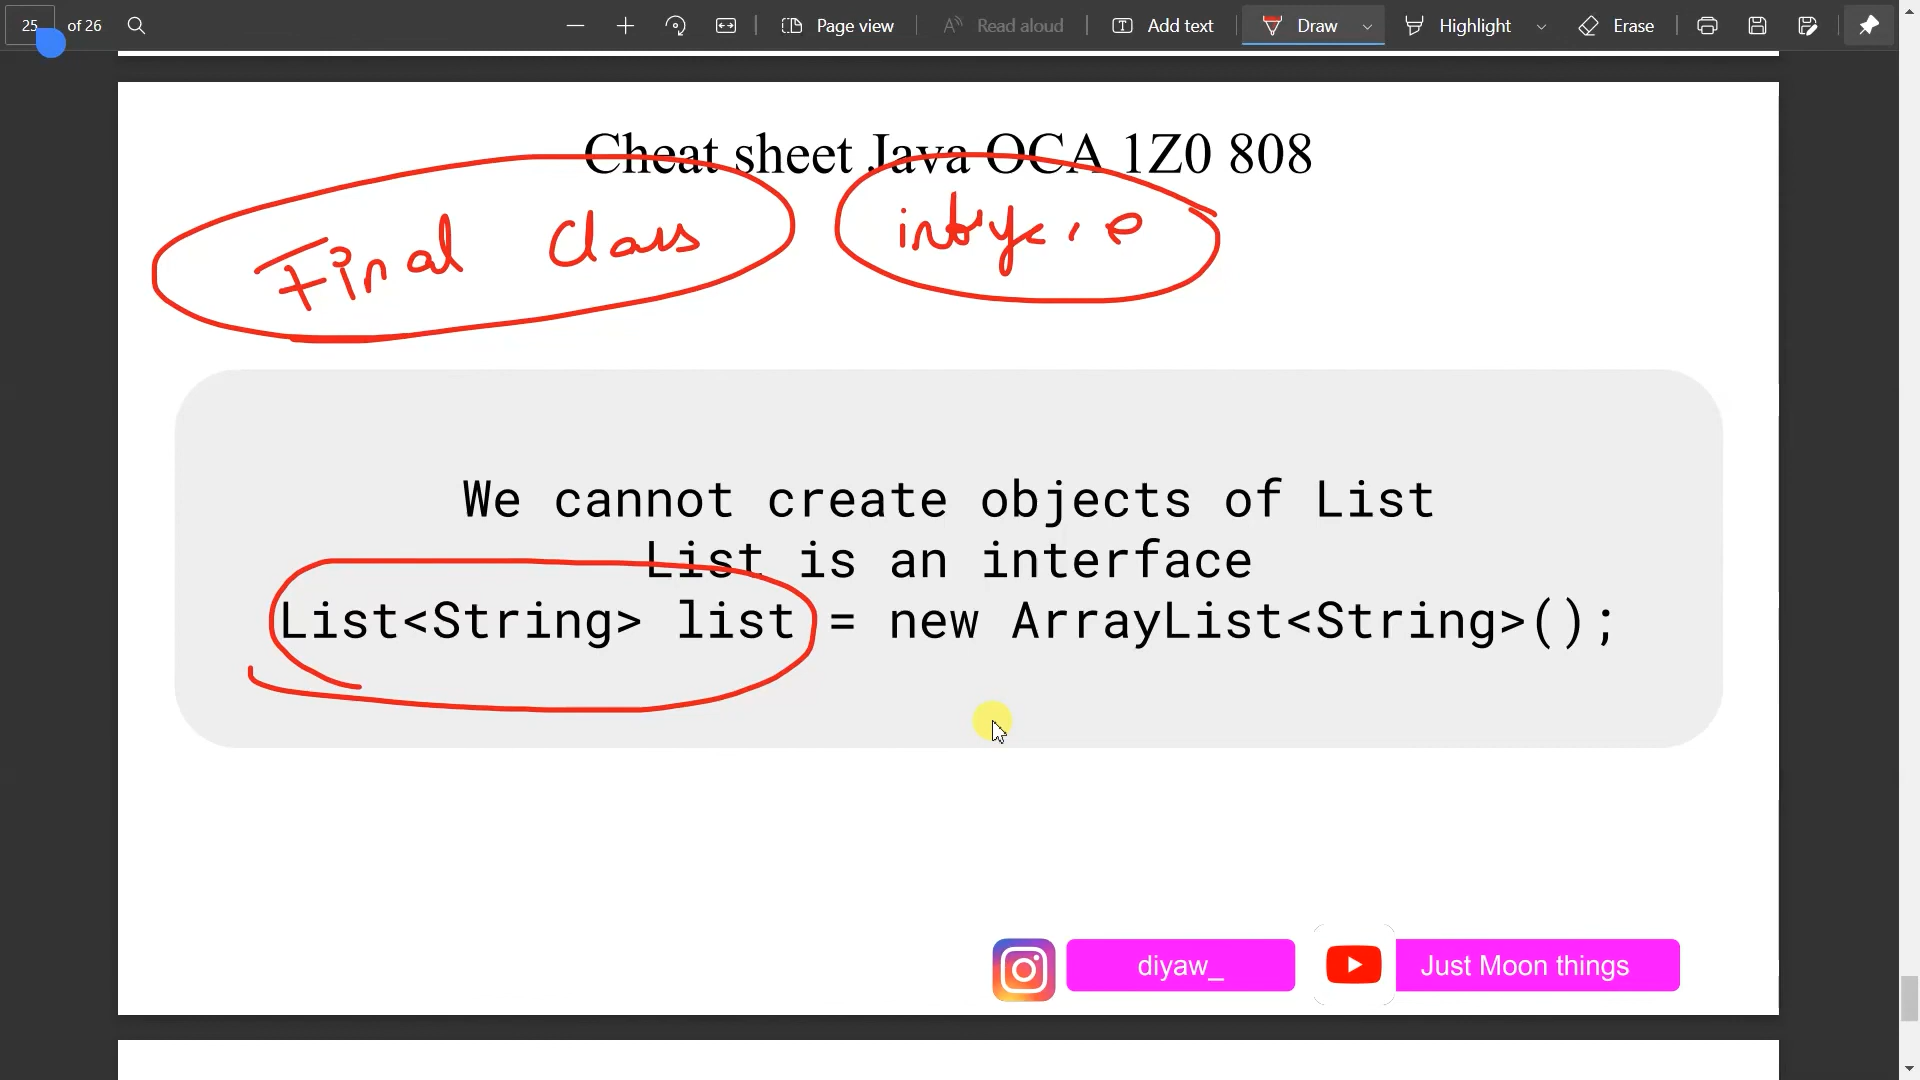 25 of 26 Page view Read aloud Add text Draw Highlight Erase
Cheat sheet Java OCA 1Z0 808
Final Class
We cannot create objects of List
List is an interface
List<String> list = new ArrayList<String>();
diyaw_ Just Moon things